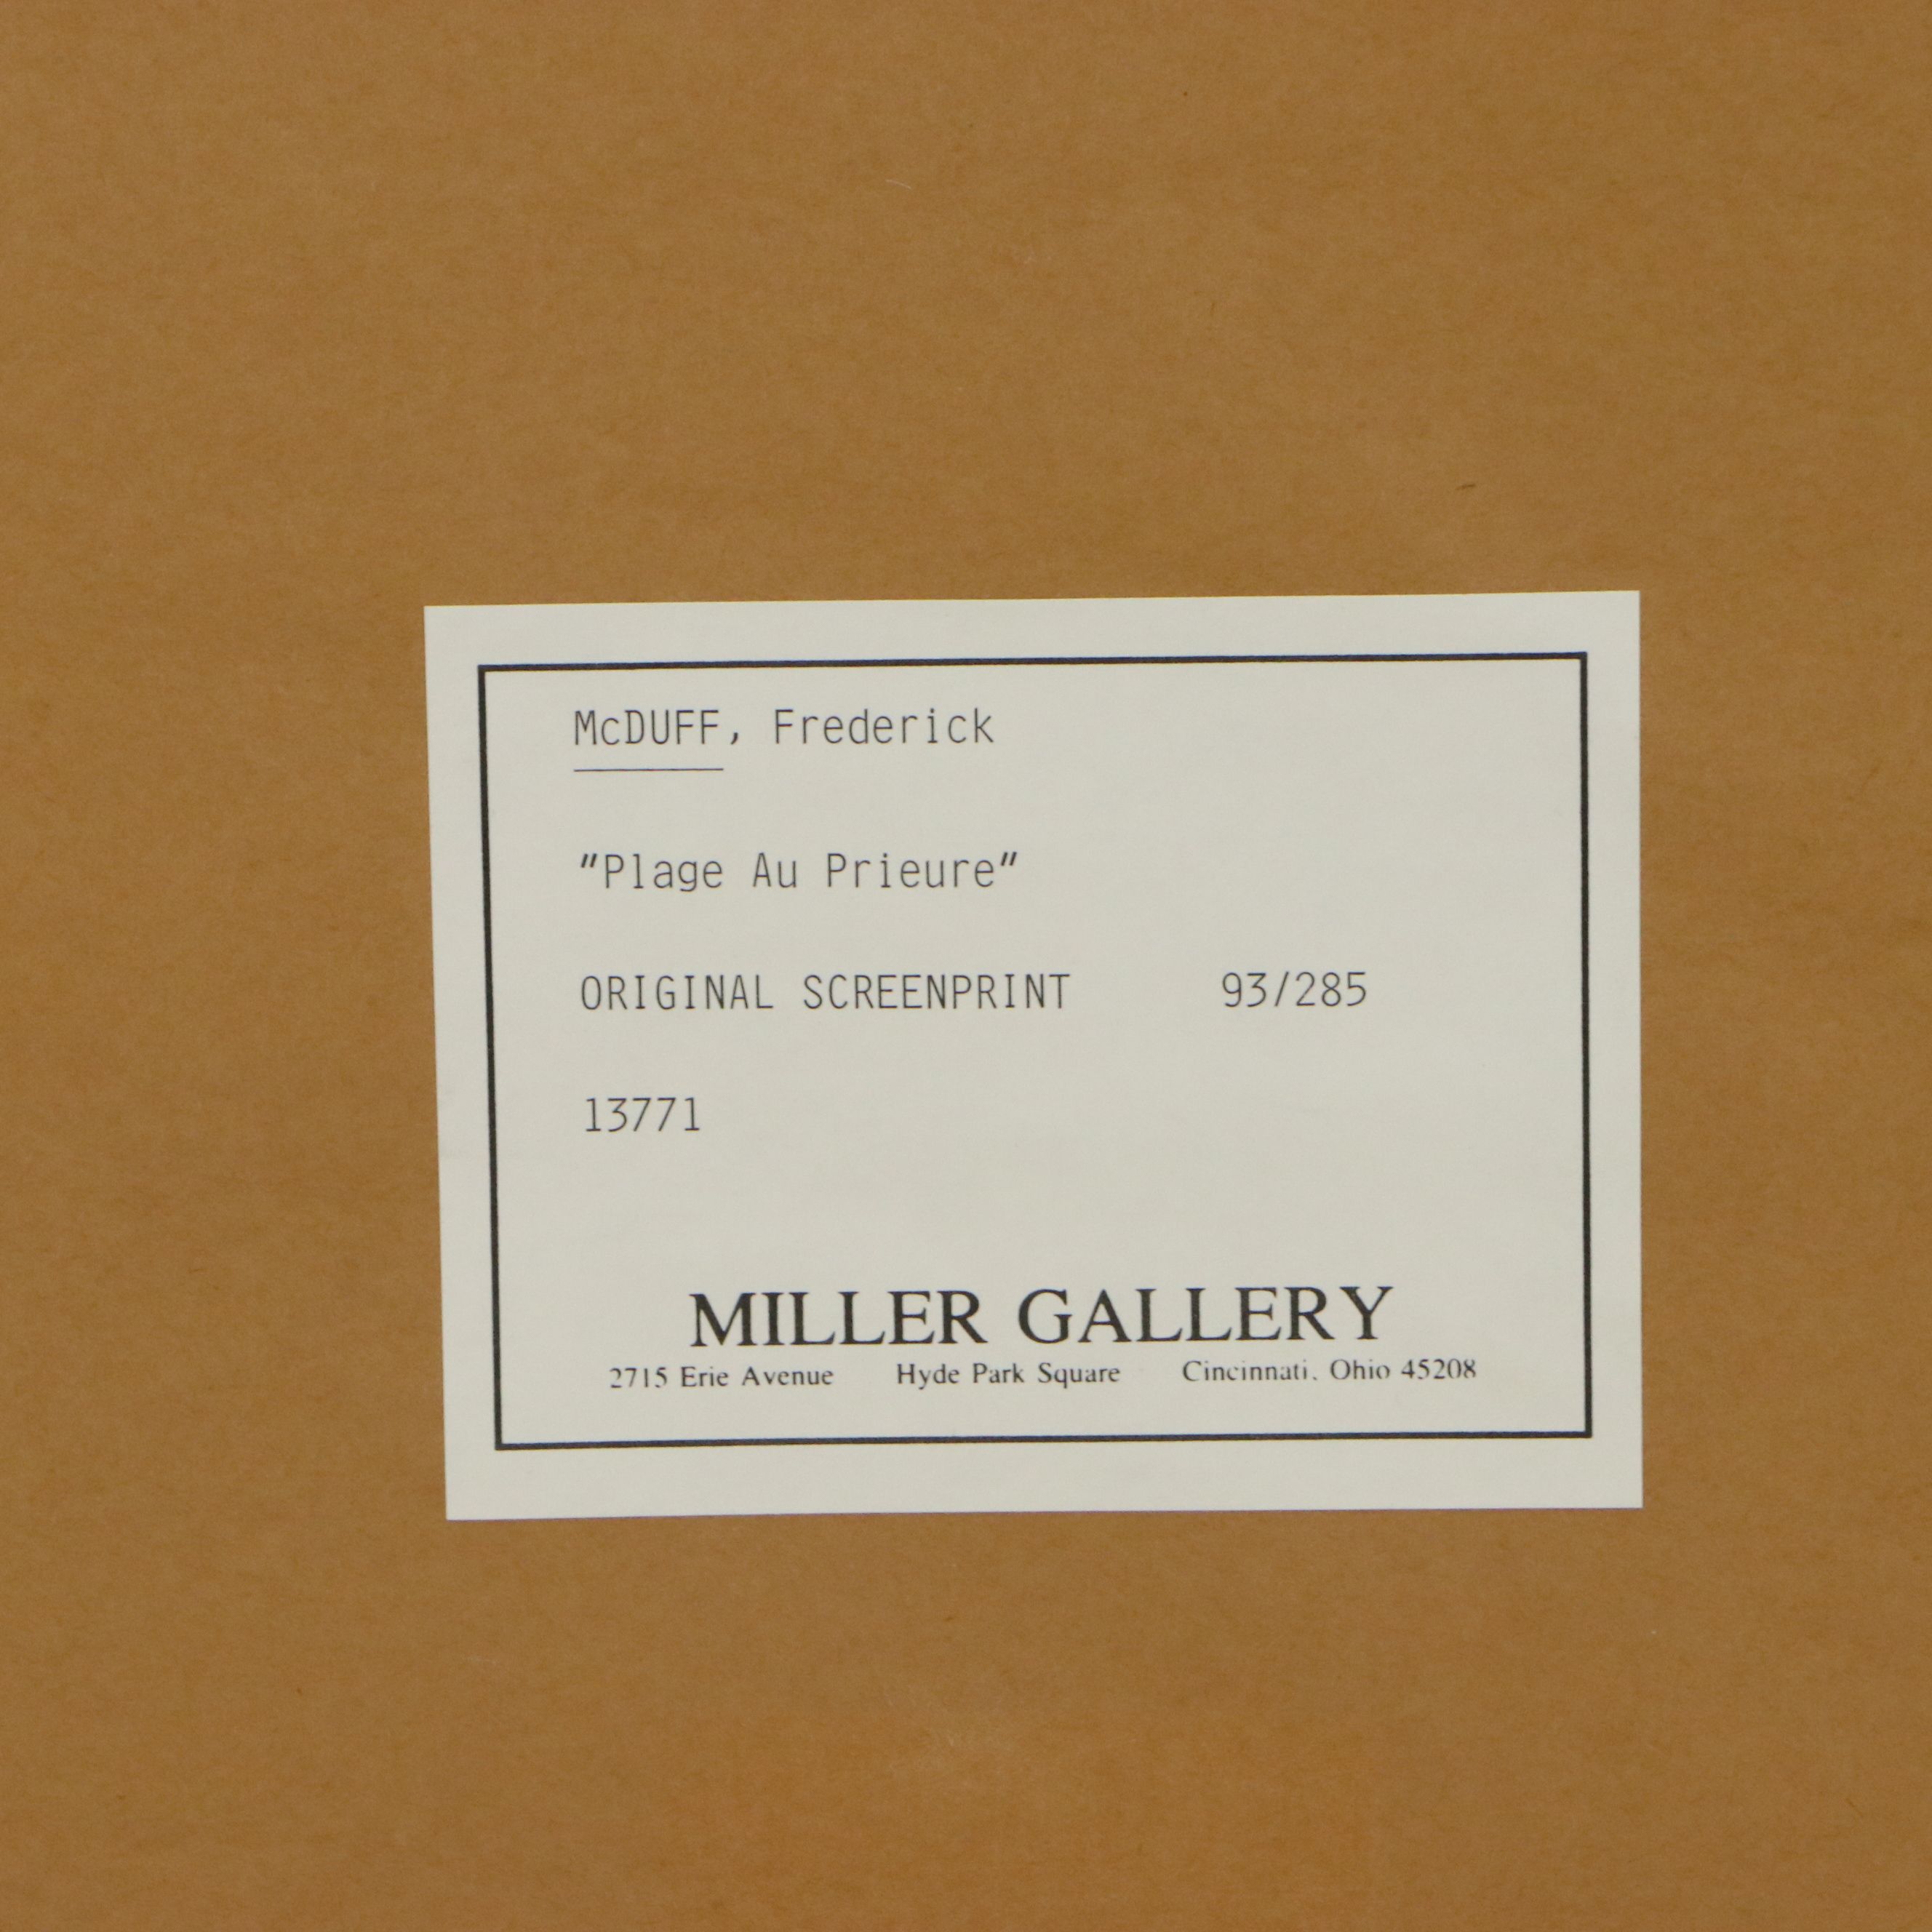 McDUFF, Frederick
"Plage Au Prieure"
ORIGINAL SCREENPRINT 93/285
13771
MILLER GALLERY
2715 Erie Avenue Hyde Park Square Cincinnati, Ohio 45208